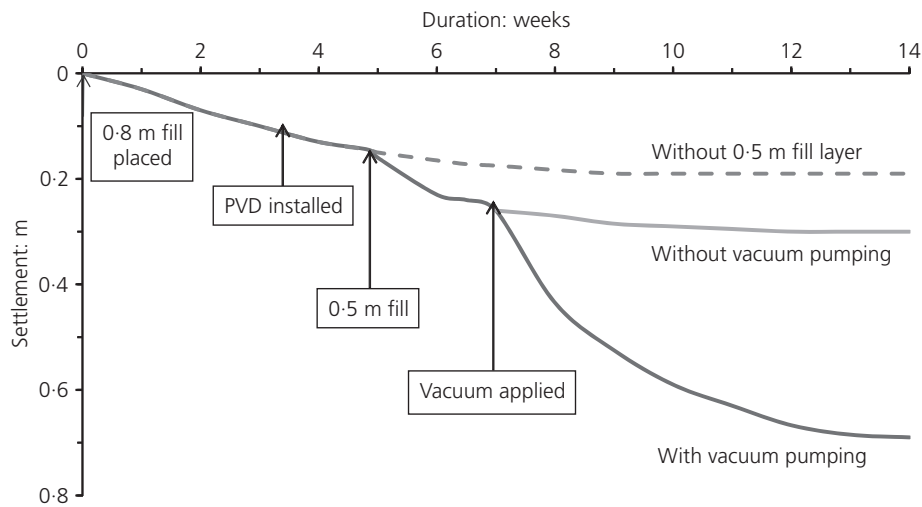 Duration: weeks
0 2 4 6 8 10 12 14
0
0·2
0·4
0·6
0·8
Settlement: m
0·8 m fill
placed
PVD installed
0·5 m fill
Vacuum applied
Without 0·5 m fill layer
Without vacuum pumping
With vacuum pumping